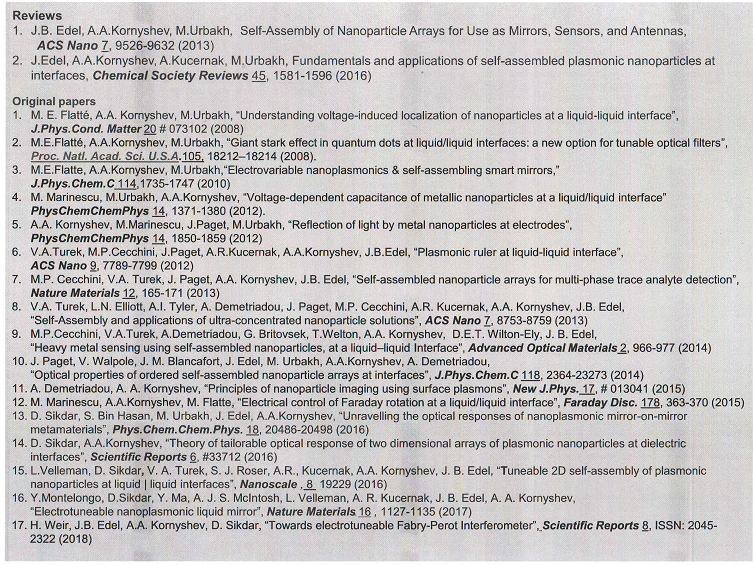 Reviews
1. J.B. Edel, A.A.Kornyshev, M.Urbakh, Self-Assembly of Nanoparticle Arrays for Use as Mirrors, Sensors, and Antennas,
ACS Nano 7, 9526-9632 (2013)
2. J.Edel, A.A.Kornyshev, A.Kucernak, M,Urbakh, Fundamentals and applications of self-assembled plasmonic nanoparticles at
interfaces, Chemical Society Reviews 45, 1581-1596 (2016)
Original papers
1. M. E. Flatté, A.A. Kornyshev, M.Urbakh, “Understanding voltage-induced localization of nanoparticles at a liquid-liquid interface”,
J.Phys.Cond. Matter 20 # 073102 (2008)
2. M.E.Flatté, A.A.Kornyshev, M.Urbakh,“Giant stark effect in quantum dots at liquid/liquid interfaces: a new option for tunable optical filters”,
Proc. Natl. Acad. Sci. U.S.A.105, 18212–18214 (2008).
3. M.E.Flatte, A.A.Kornyshev, M.Urbakh,“Electrovariable nanoplasmonics & self-assembling smart mirrors,”
J.Phys.Chem.C 114,1735-1747 (2010)
4. M. Marinescu, M.Urbakh, A.A.Kornyshev, “Voltage-dependent capacitance of metallic nanoparticles at a liquid/liquid interface”
PhysChemChemPhys 14, 1371-1380 (2012).
5. A.A. Kornyshev, M.Marinescu, J.Paget, M.Urbakh, “Reflection of light by metal nanoparticles at electrodes”,
PhysChemChemPhys 14, 1850-1859 (2012)
6. V.A.Turek, M.P.Cecchini, J.Paget, A.R.Kucernak, A.A.Kornyshev, J.B.Edel, “Plasmonic ruler at liquid-liquid interface”,
ACS Nano 9, 7789-7799 (2012)
7. M.P. Cecchini, V.A. Turek, J. Paget, A.A. Kornyshev, J.B. Edel, “Self-assembled nanoparticle arrays for multi-phase trace analyte detection”,
Nature Materials 12, 165-171 (2013)
8. V.A. Turek, L.N. Elliott, A.I. Tyler, A. Demetriadou, J. Paget, M.P. Cecchini, A.R. Kucernak, A.A. Kornyshev, J.B. Edel,
“Self-Assembly and applications of ultra-concentrated nanoparticle solutions”, ACS Nano 7, 8753-8759 (2013)
9. M.P.Cecchini, V.A.Turek, A.Demetriadou, G. Britovsek, T.Welton, A.A. Kornyshev, D.E.T. Wilton-Ely, J. B. Edel,
“Heavy metal sensing using self-assembled nanoparticles, at a liquid–liquid Interface”, Advanced Optical Materials 2, 966-977 (2014)
10. J. Paget, V. Walpole, J. M. Blancafort, J. Edel, M. Urbakh, A.A.Kornyshev, A. Demetriadou,
“Optical properties of ordered self-assembled nanoparticle arrays at interfaces”, J.Phys.Chem.C 118, 2364-23273 (2014)
11. A. Demetriadou, A. A. Kornyshev, “Principles of nanoparticle imaging using surface plasmons”, New J.Phys. 17, # 013041 (2015)
12. M. Marinescu, A.A.Kornyshev, M. Flatte, “Electrical control of Faraday rotation at a liquid/liquid interface”, Faraday Disc. 178, 363-370 (2015)
13. D. Sikdar, S. Bin Hasan, M. Urbakh, J. Edel, A.A.Kornyshev, “Unravelling the optical responses of nanoplasmonic mirror-on-mirror
metamaterials”, Phys.Chem.Chem.Phys. 18, 20486-20498 (2016)
14. D. Sikdar, A.A.Kornyshev, “Theory of tailorable optical response of two dimensional arrays of plasmonic nanoparticles at dielectric
interfaces”, Scientific Reports 6, #33712 (2016)
15. L.Velleman, D. Sikdar, V. A. Turek, S. J. Roser, A.R., Kucernak, A.A. Kornyshev, J. B. Edel, “Tuneable 2D self-assembly of plasmonic
nanoparticles at liquid | liquid interfaces”, Nanoscale , 8 19229 (2016)
16. Y.Montelongo, D.Sikdar, Y. Ma, A. J. S. McIntosh, L. Velleman, A. R. Kucernak, J. B. Edel, A. A. Kornyshev,
“Electrotuneable nanoplasmonic liquid mirror”, Nature Materials 16 , 1127-1135 (2017)
17. H. Weir, J.B. Edel, A.A. Kornyshev, D. Sikdar, “Towards electrotuneable Fabry-Perot Interferometer”, Scientific Reports 8, ISSN: 2045-
2322 (2018)